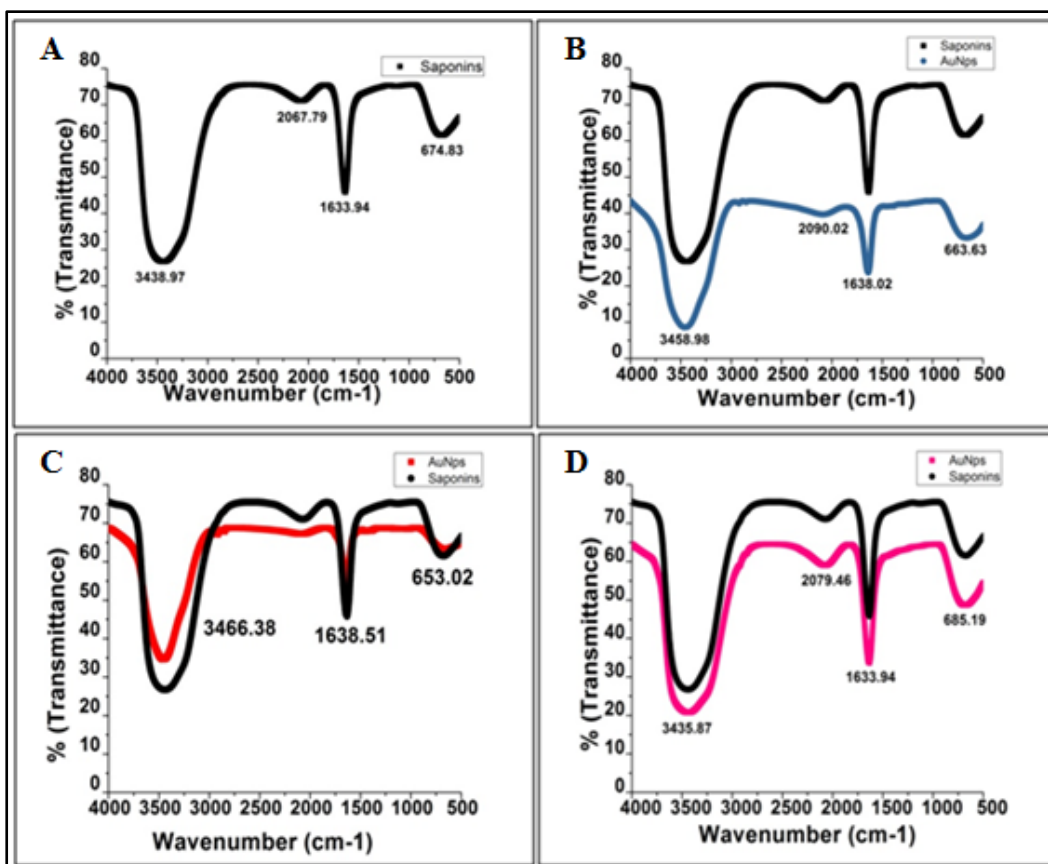 A
Saponins
80
70
60
50
40
30
20
10
0
% (Transmittance)
2067.79
674.83
1633.94
3438.97
4000 3500 3000 2500 2000 1500 1000 500
Wavenumber (cm-1)
B
Saponins
AuNps
80
70
60
50
40
30
20
10
0
% (Transmittance)
2090.02
663.63
1638.02
3458.98
4000 3500 3000 2500 2000 1500 1000 500
Wavenumber (cm-1)
C
AuNps
Saponins
80
70
60
50
40
30
20
10
0
% (Transmittance)
653.02
3466.38
1638.51
4000 3500 3000 2500 2000 1500 1000 500
Wavenumber (cm-1)
D
AuNps
Saponins
80
70
60
50
40
30
20
10
0
% (Transmittance)
2079.46
685.19
1633.94
3435.87
4000 3500 3000 2500 2000 1500 1000 500
Wavenumber (cm-1)